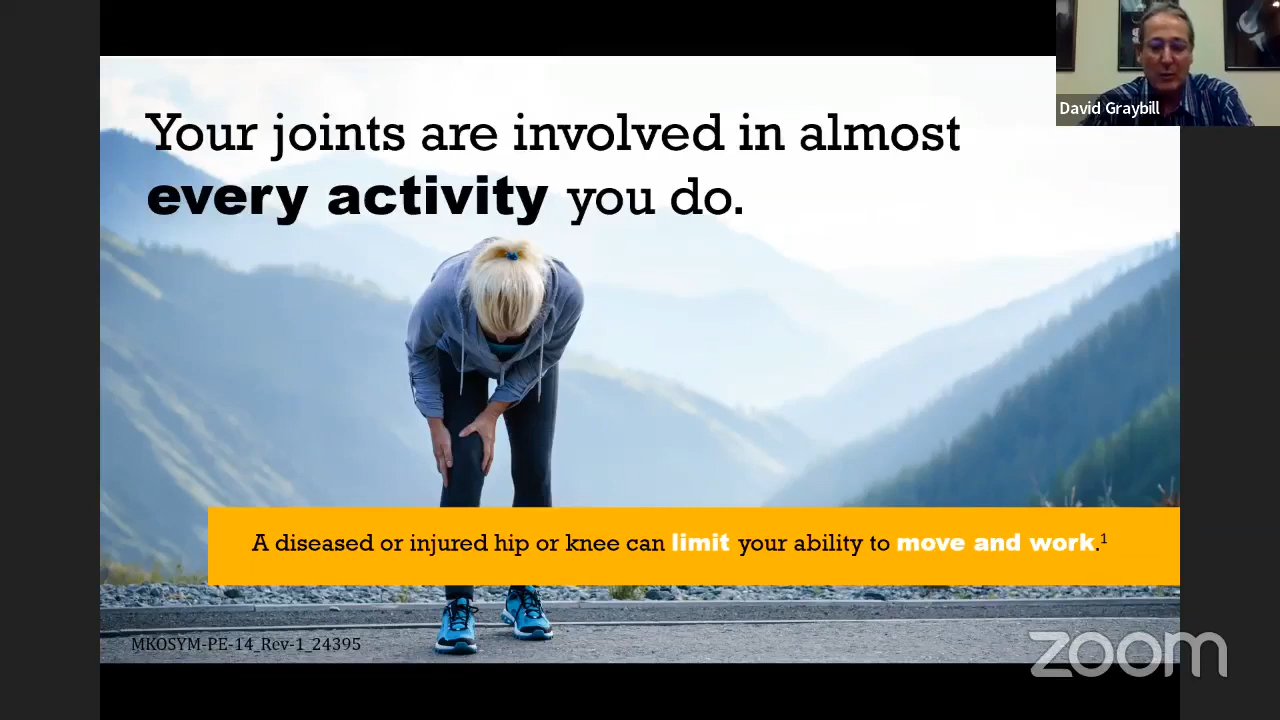 David Graybill
Your joints are involved in almost
every activity you do.
A diseased or injured hip or knee can limit your ability to move and work.¹
MKOSYM-PE-14_Rev-1_24395
zoom